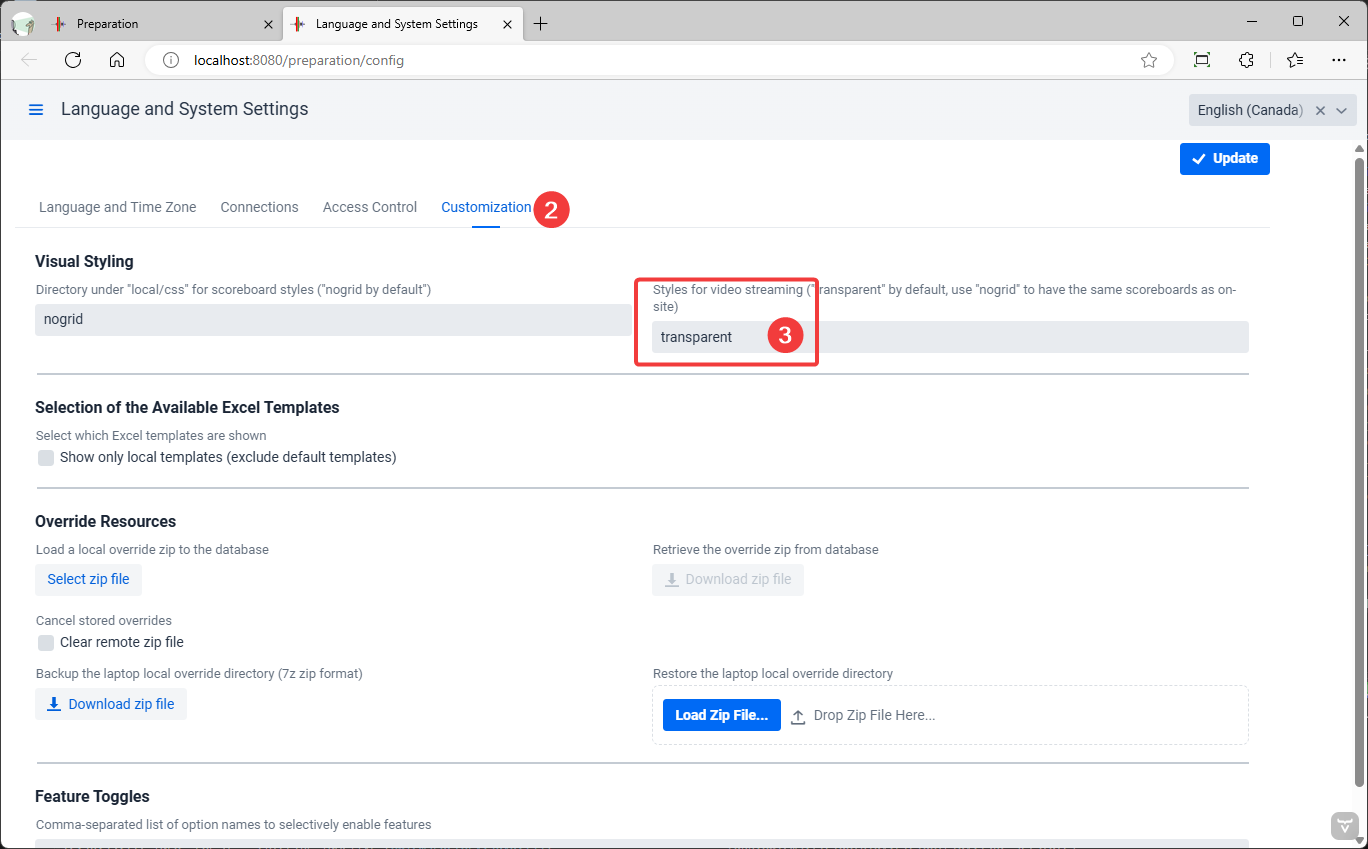 Preparation
Language and System Settings
localhost:8080/preparation/config
Language and System Settings
English (Canada)
Update
Language and Time Zone
Connections
Access Control
Customization
2
Visual Styling
Directory under "local/css" for scoreboard styles ("nogrid by default")
nogrid
Styles for video streaming ("transparent" by default, use "nogrid" to have the same scoreboards as on-
site)
transparent
3
Selection of the Available Excel Templates
Select which Excel templates are shown
Show only local templates (exclude default templates)
Override Resources
Load a local override zip to the database
Select zip file
Retrieve the override zip from database
Download zip file
Cancel stored overrides
Clear remote zip file
Backup the laptop local override directory (7z zip format)
Download zip file
Restore the laptop local override directory
Load Zip File...
Drop Zip File Here...
Feature Toggles
Comma-separated list of option names to selectively enable features